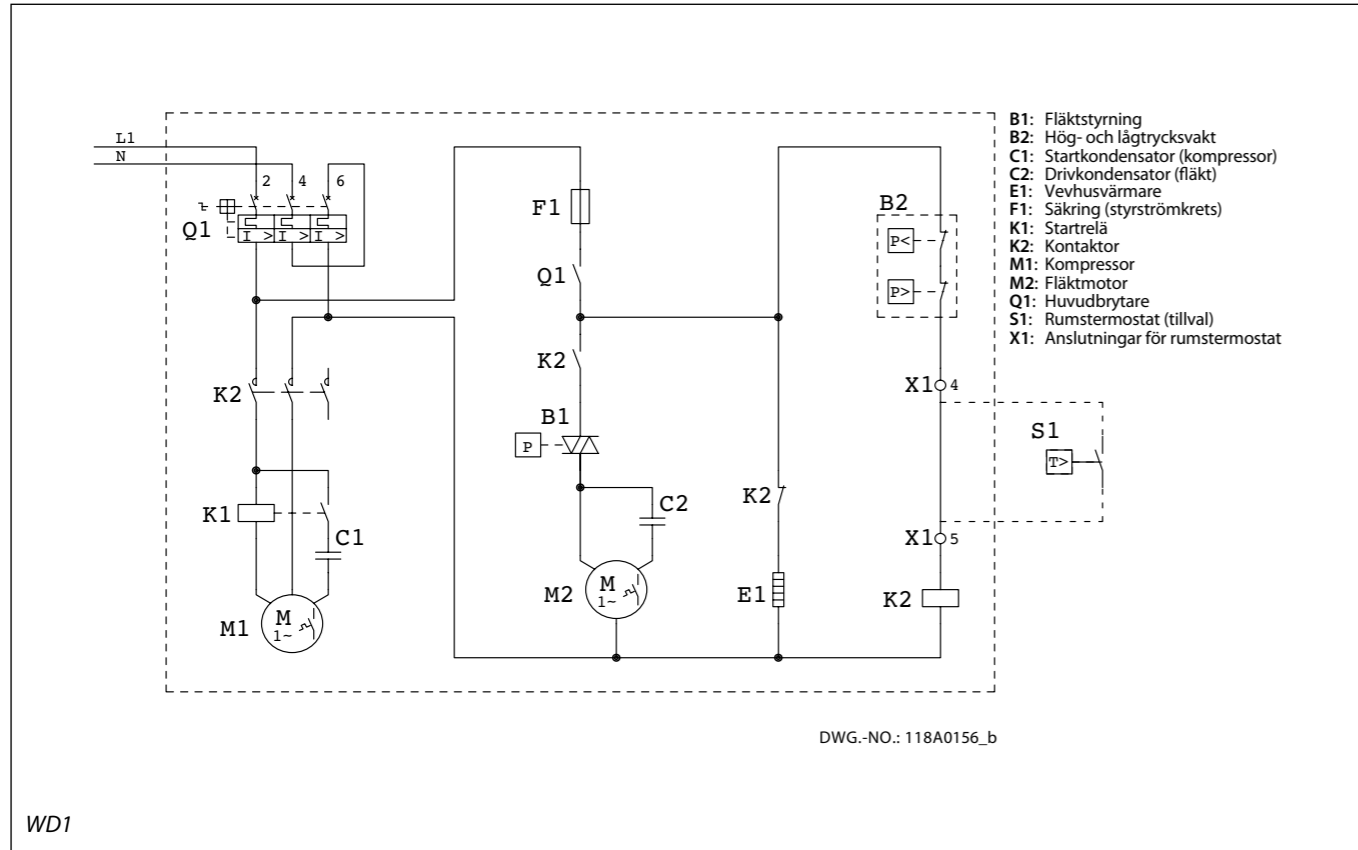 L1
N
2 4 6
Q1
I > I > I >
K2
K1
C1
M1
M
1~
F1
Q1
K2
B1
P
C2
M2
M
1~
K2
E1
B2
P<
P>
X1 4
S1
T>
X1 5
K2
B1: Fläktstyrning
B2: Hög- och lågtrycksvakt
C1: Startkondensator (kompressor)
C2: Drivkondensator (fläkt)
E1: Vevhusvärmare
F1: Säkring (styrströmkrets)
K1: Startrelä
K2: Kontaktor
M1: Kompressor
M2: Fläktmotor
Q1: Huvudbrytare
S1: Rumstermostat (tillval)
X1: Anslutningar för rumstermostat
DWG.-NO.: 118A0156_b
WD1